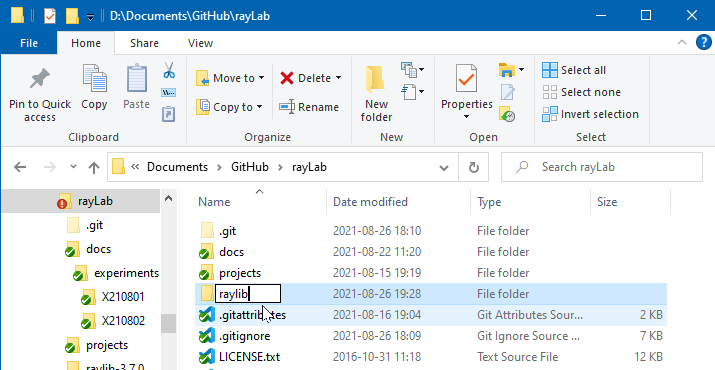 D:\Documents\GitHub\rayLab
File Home Share View
Pin to Quick access
Copy
Paste
Clipboard
Move to
Copy to
Delete
Rename
Organize
New folder
New
Properties
Open
Select all
Select none
Invert selection
Select
« Documents > GitHub > rayLab
Search rayLab
rayLab
.git
docs
experiments
X210801
X210802
projects
raylib-3.7.0
Name Date modified Type Size
.git 2021-08-26 18:10 File folder
docs 2021-08-22 11:20 File folder
projects 2021-08-15 19:19 File folder
raylib 2021-08-26 19:28 File folder
.gitattributes 2021-08-16 19:04 Git Attributes Sour... 2 KB
.gitignore 2021-08-26 18:09 Git Ignore Source ... 7 KB
LICENSE.txt 2016-10-31 11:18 Text Source File 12 KB